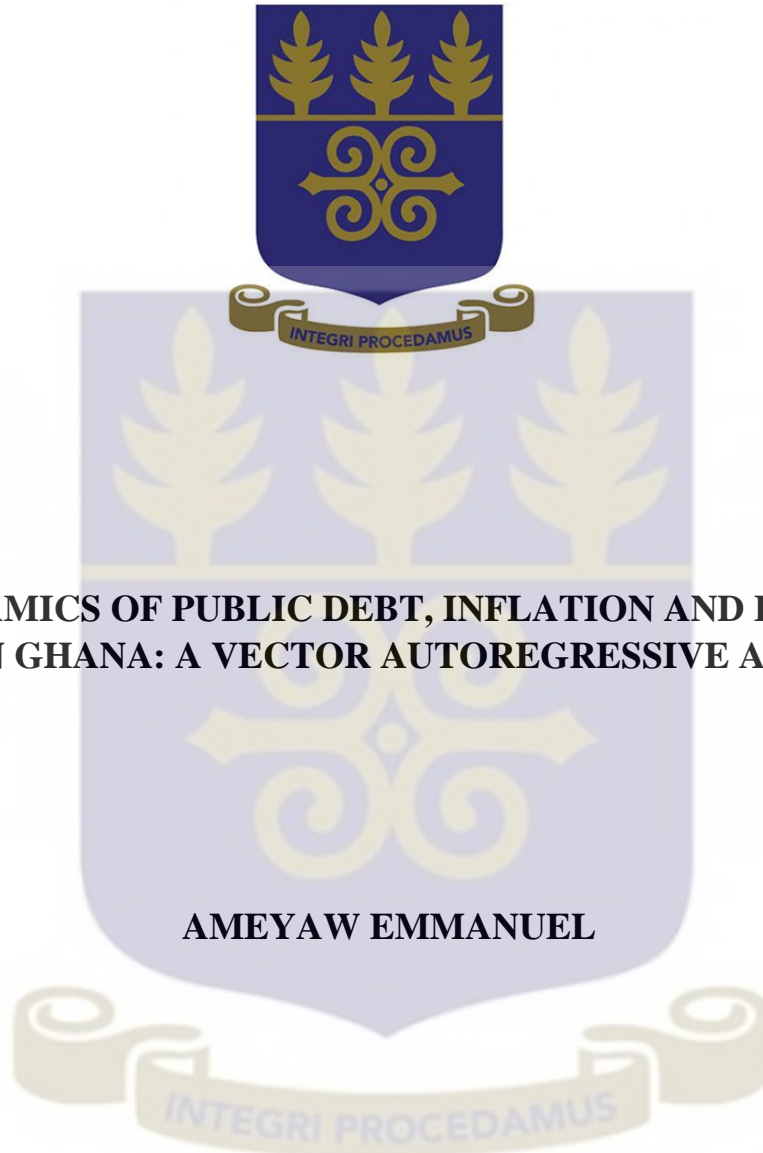 INTEGRI PROCEDAMUS
AMICS OF PUBLIC DEBT, INFLATION AND
N GHANA: A VECTOR AUTOREGRESSIVE A
AMEYAW EMMANUEL
INTEGRI PROCEDAMUS